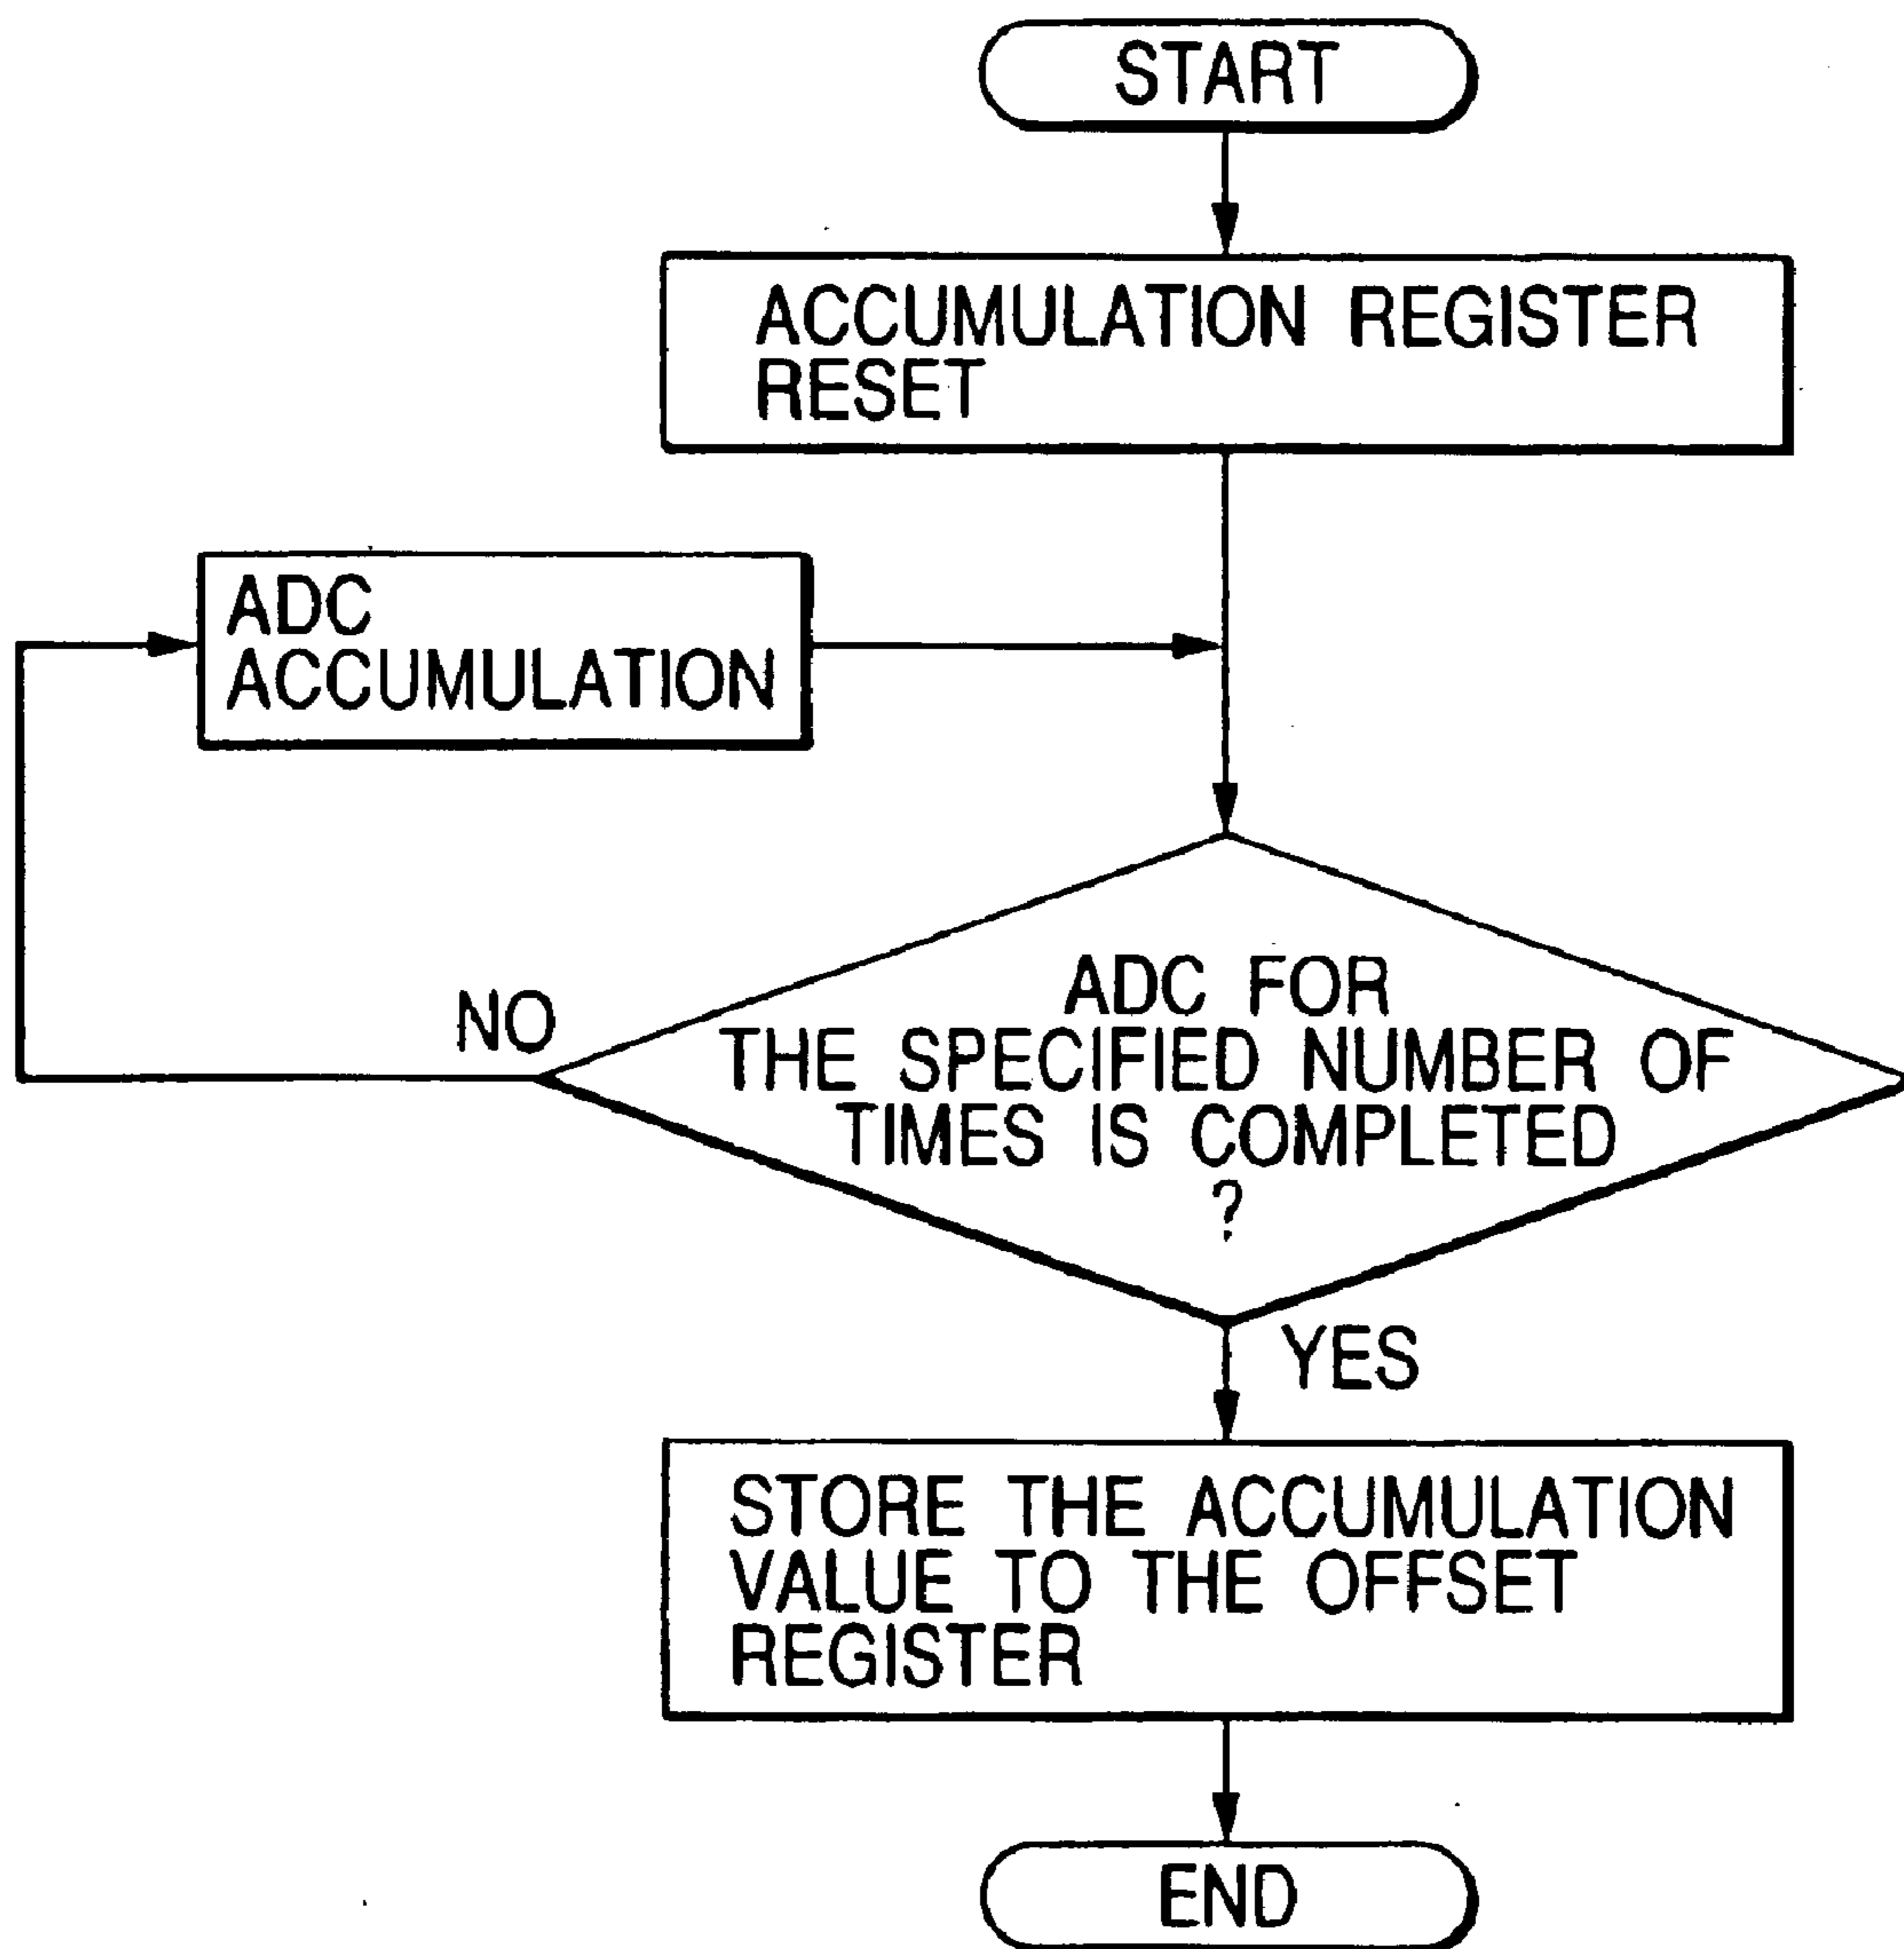 START
ACCUMULATION REGISTER
RESET
ADC
ACCUMULATION
ADC FOR
THE SPECIFIED NUMBER OF
TIMES IS COMPLETED
?
NO
YES
STORE THE ACCUMULATION
VALUE TO THE OFFSET
REGISTER
END